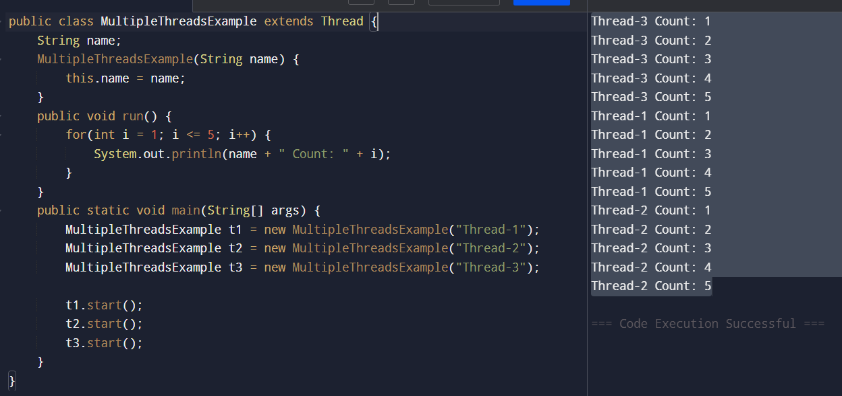 public class MultipleThreadsExample extends Thread {
    String name;
    MultipleThreadsExample(String name) {
        this.name = name;
    }
    public void run() {
        for(int i = 1; i <= 5; i++) {
            System.out.println(name + " Count: " + i);
        }
    }
    public static void main(String[] args) {
        MultipleThreadsExample t1 = new MultipleThreadsExample("Thread-1");
        MultipleThreadsExample t2 = new MultipleThreadsExample("Thread-2");
        MultipleThreadsExample t3 = new MultipleThreadsExample("Thread-3");

        t1.start();
        t2.start();
        t3.start();
    }
}
Thread-3 Count: 1
Thread-3 Count: 2
Thread-3 Count: 3
Thread-3 Count: 4
Thread-3 Count: 5
Thread-1 Count: 1
Thread-1 Count: 2
Thread-1 Count: 3
Thread-1 Count: 4
Thread-1 Count: 5
Thread-2 Count: 1
Thread-2 Count: 2
Thread-2 Count: 3
Thread-2 Count: 4
Thread-2 Count: 5

=== Code Execution Successful ===